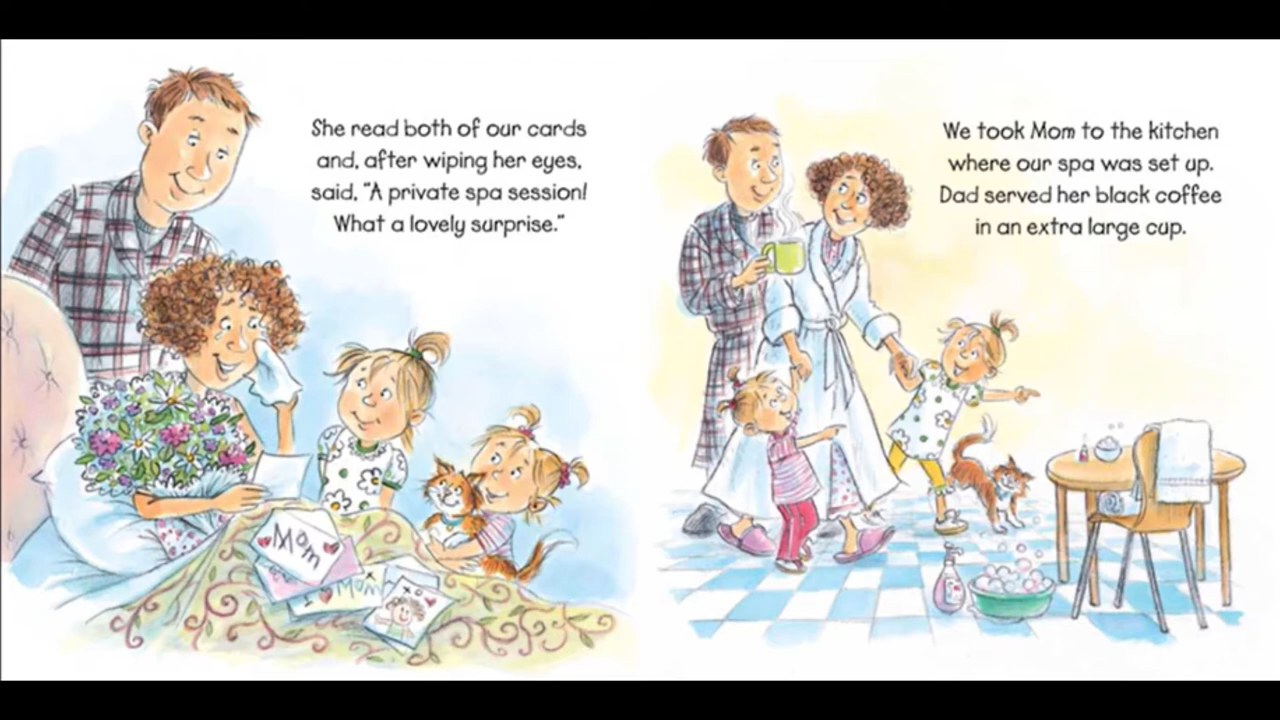 She read both of our cards
and, after wiping her eyes,
said, "A private spa session!
What a lovely surprise."
Mom
I ♥ MOM
xo♥
We took Mom to the kitchen
where our spa was set up.
Dad served her black coffee
in an extra large cup.